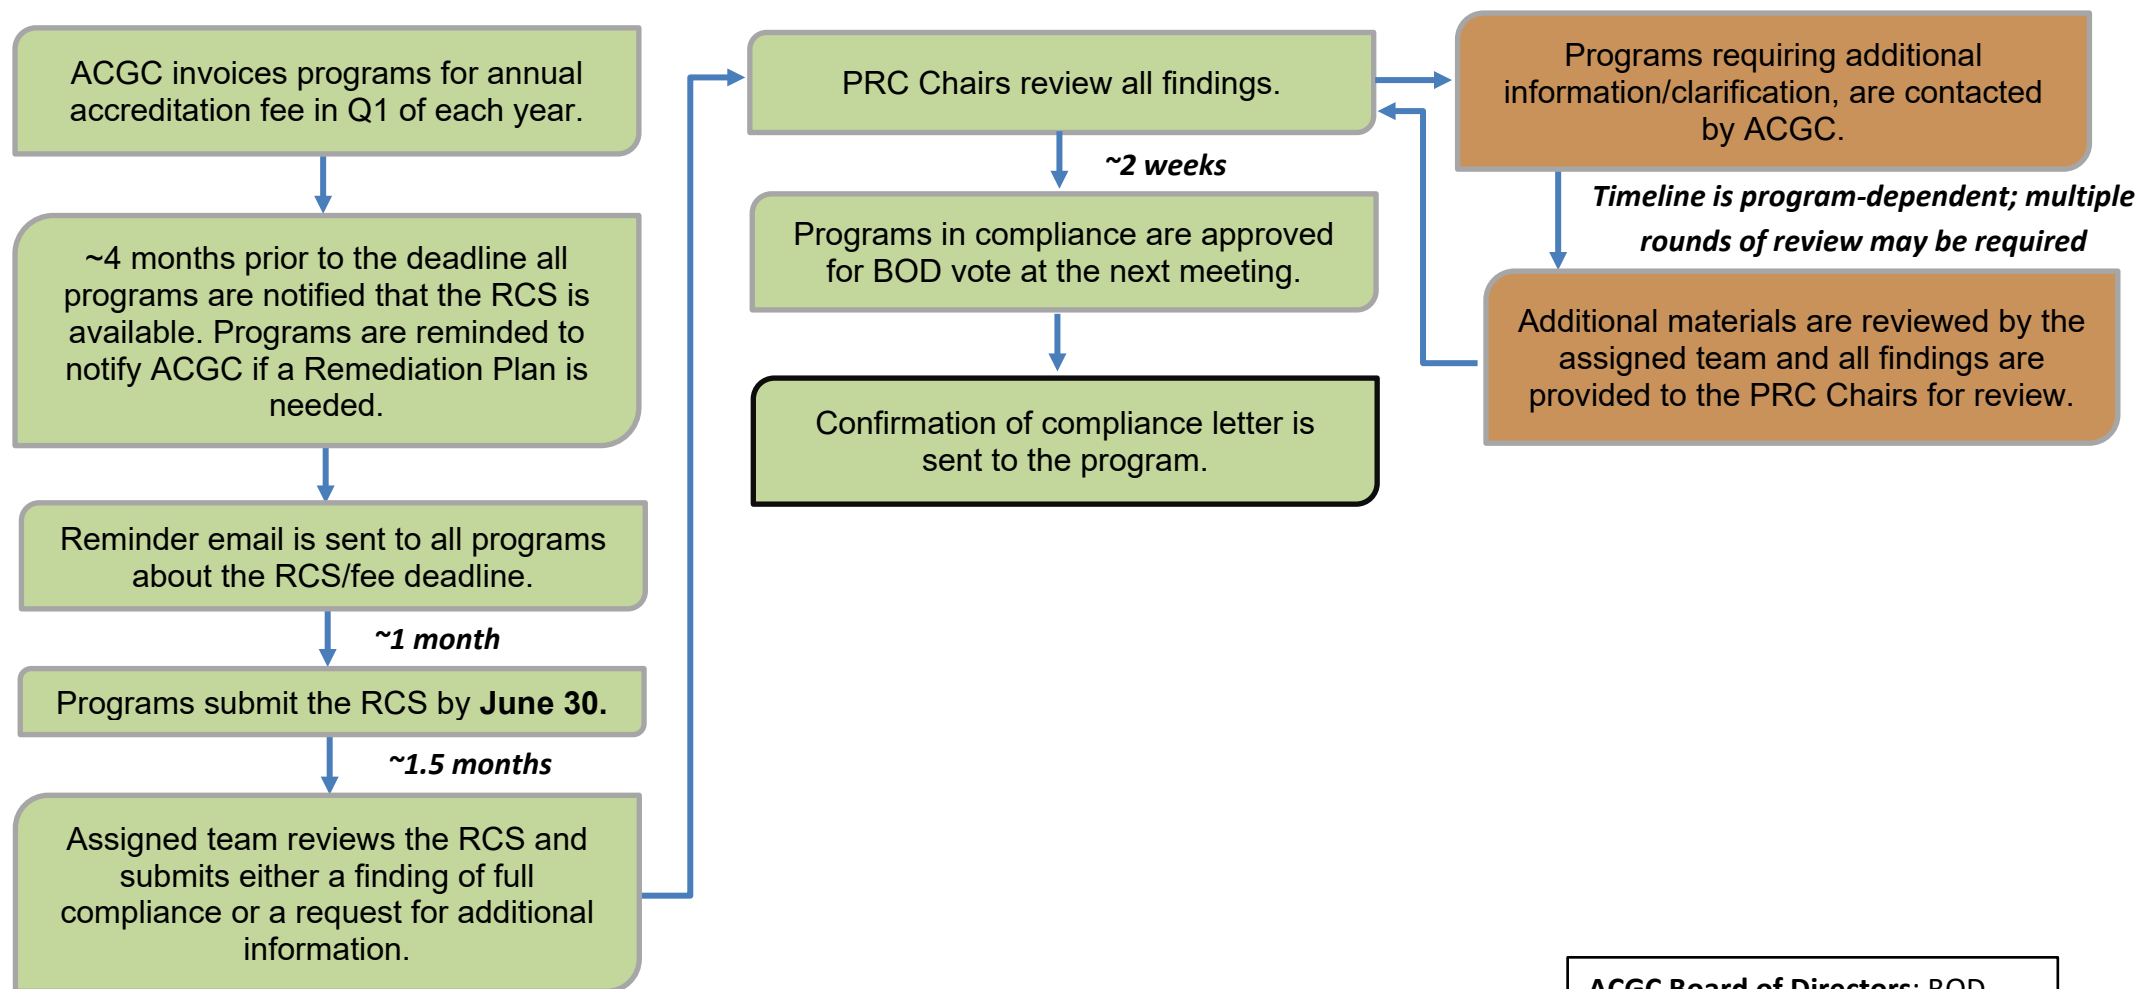 ACGC invoices programs for annual
accreditation fee in Q1 of each year.
~4 months prior to the deadline all
programs are notified that the RCS is
available. Programs are reminded to
notify ACGC if a Remediation Plan is
needed.
Reminder email is sent to all programs
about the RCS/fee deadline.
~1 month
Programs submit the RCS by June 30.
~1.5 months
Assigned team reviews the RCS and
submits either a finding of full
compliance or a request for additional
information.
PRC Chairs review all findings.
~2 weeks
Programs in compliance are approved
for BOD vote at the next meeting.
Confirmation of compliance letter is
sent to the program.
Programs requiring additional
information/clarification, are contacted
by ACGC.
Timeline is program-dependent; multiple
rounds of review may be required
Additional materials are reviewed by the
assigned team and all findings are
provided to the PRC Chairs for review.
ACGC Board of Directors: BOD